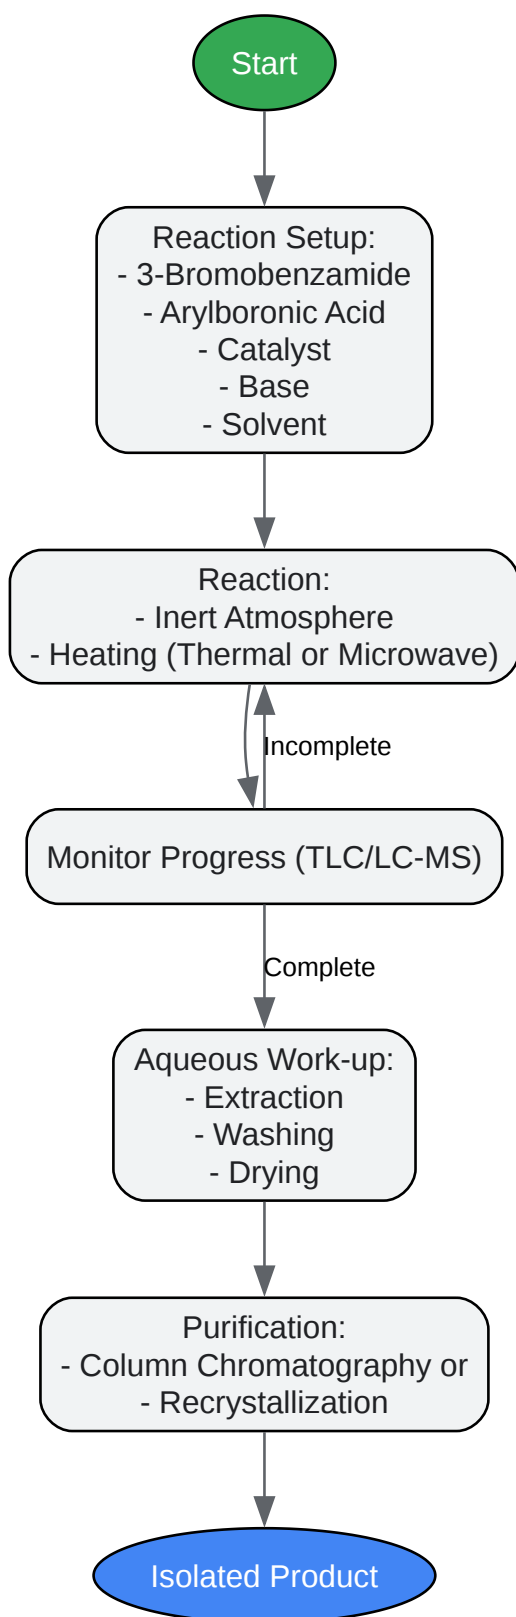 Start
Reaction Setup:
- 3-Bromobenzamide
- Arylboronic Acid
- Catalyst
- Base
- Solvent
Reaction:
- Inert Atmosphere
- Heating (Thermal or Microwave)
Incomplete
Monitor Progress (TLC/LC-MS)
Complete
Aqueous Work-up:
- Extraction
- Washing
- Drying
Purification:
- Column Chromatography or
- Recrystallization
Isolated Product